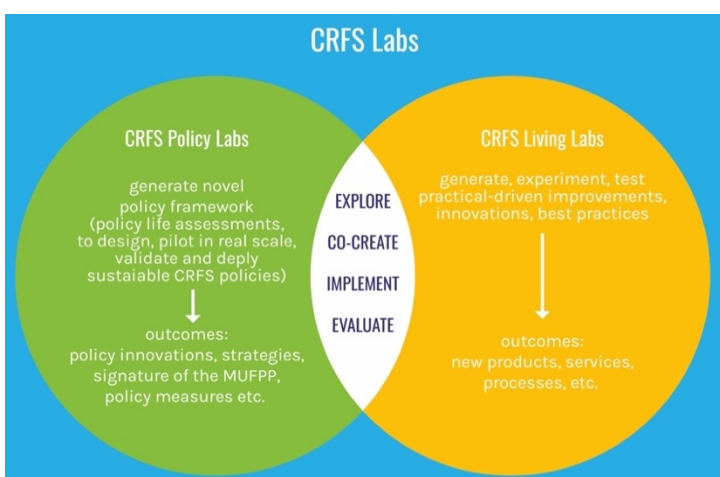 CRFS Labs
CRFS Policy Labs
generate novel
policy framework
(policy life assessments,
to design, pilot in real scale,
validate and deply
sustaiable CRFS policies)
outcomes:
policy innovations, strategies,
signature of the MUFPP,
policy measures etc.
EXPLORE
CO-CREATE
IMPLEMENT
EVALUATE
CRFS Living Labs
generate, experiment, test
practical-driven improvements,
innovations, best practices
outcomes:
new products, services,
processes, etc.